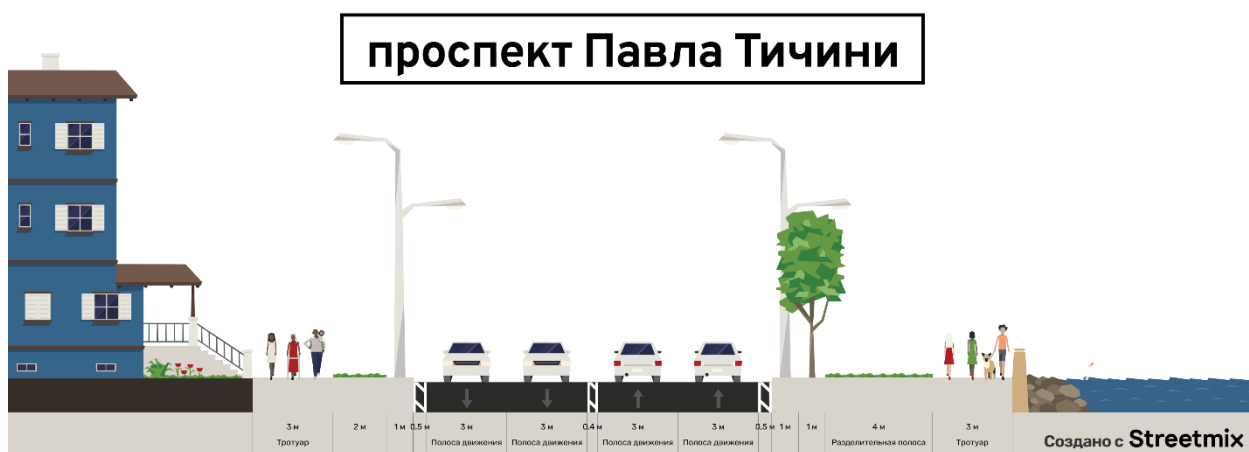 проспект Павла Тичини
3 м 2 м 1 м 0.5 м 3 м 3 м 0.4 м 3 м 3 м 0.5 м 1 м 1 м 4 м 3 м
Тротуар Полоса движения Полоса движения Полоса движения Полоса движения Разделительная полоса Тротуар
Создано с Streetmix